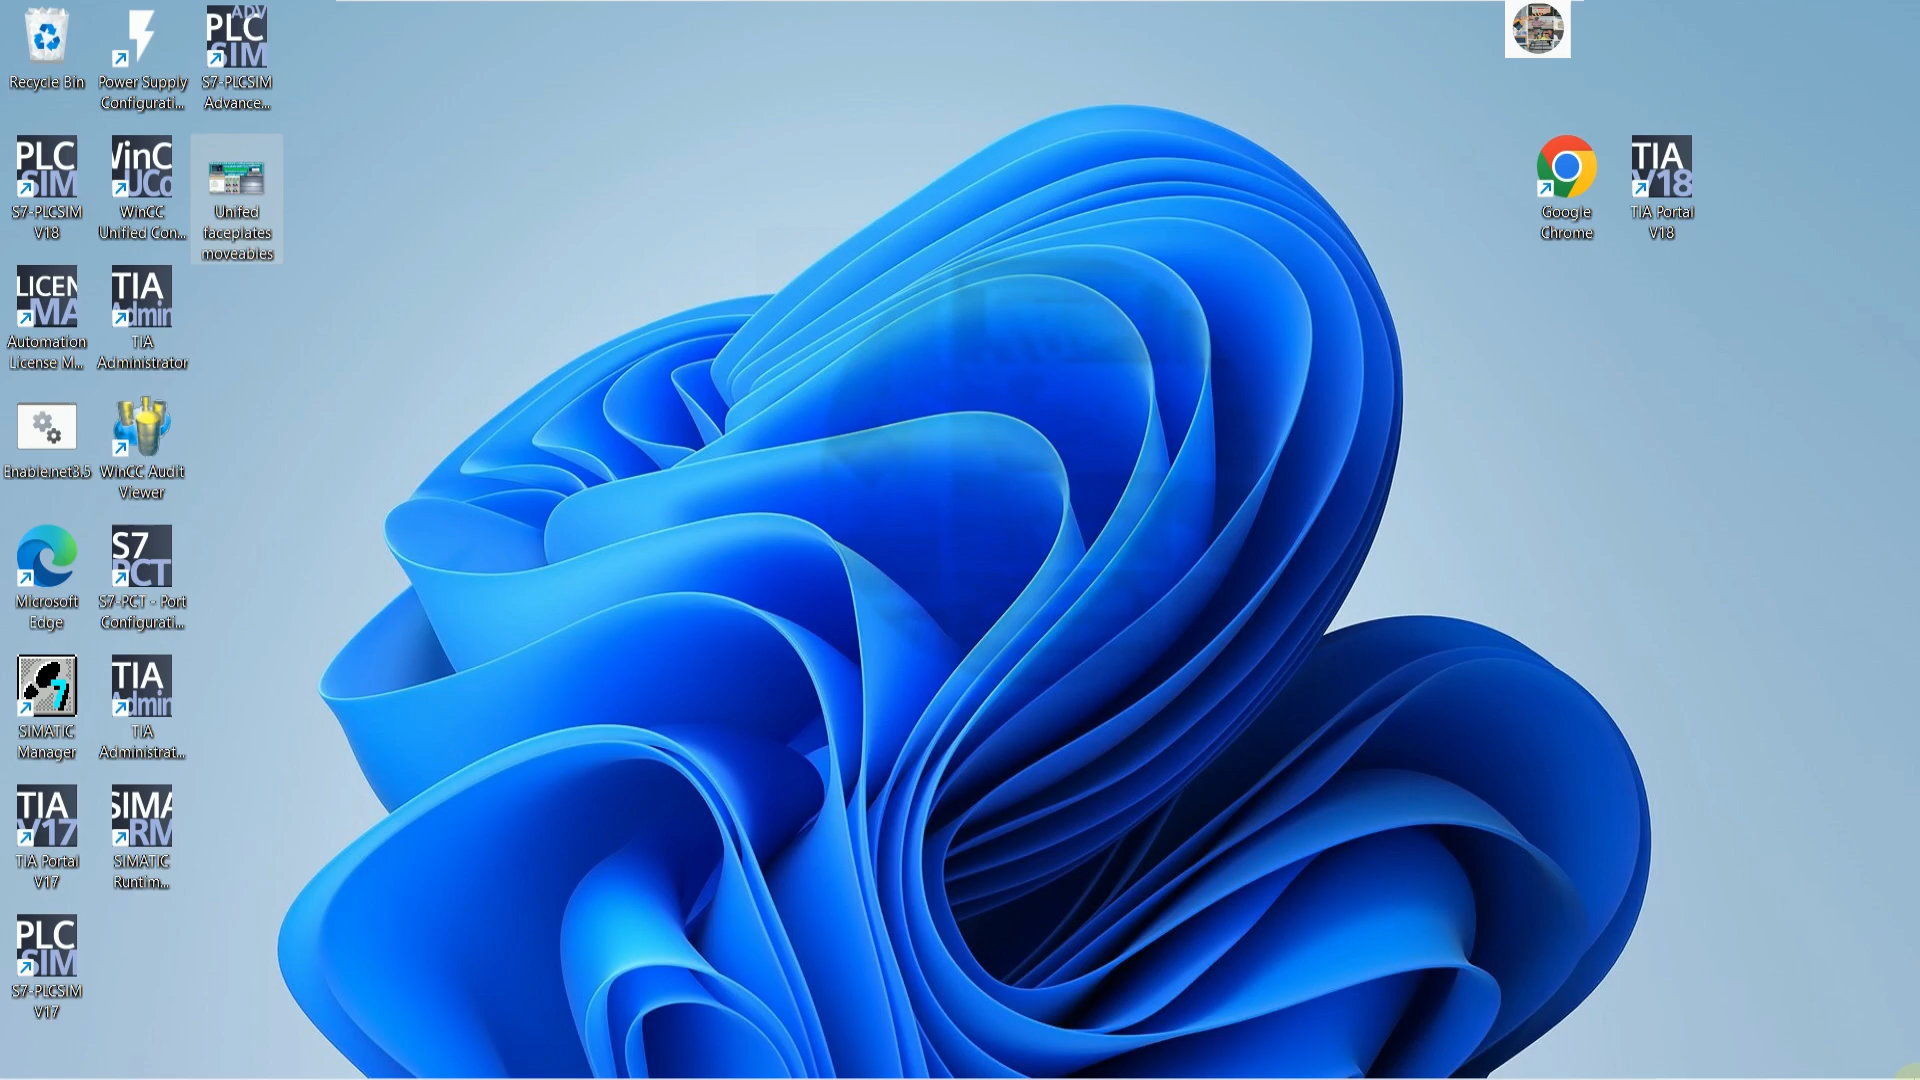 Recycle Bin
Power Supply
Configurati...
ADV
PLC
SIM
S7-PLCSIM
Advance...
PLC
SIM
S7-PLCSIM
V18
WinC
UCo
WinCC
Unified Con...
Unifed
faceplates
moveables
Google
Chrome
TIA
V18
TIA Portal
V18
LICEN
MA
Automation
License M...
TIA
Admin
TIA
Administrator
Enable.net3.5
WinCC Audit
Viewer
Microsoft
Edge
S7
PCT
S7-PCT - Port
Configurati...
7
SIMATIC
Manager
TIA
Admin
TIA
Administrat...
TIA
V17
TIA Portal
V17
SIMA
RM
SIMATIC
Runtim...
PLC
SIM
S7-PLCSIM
V17